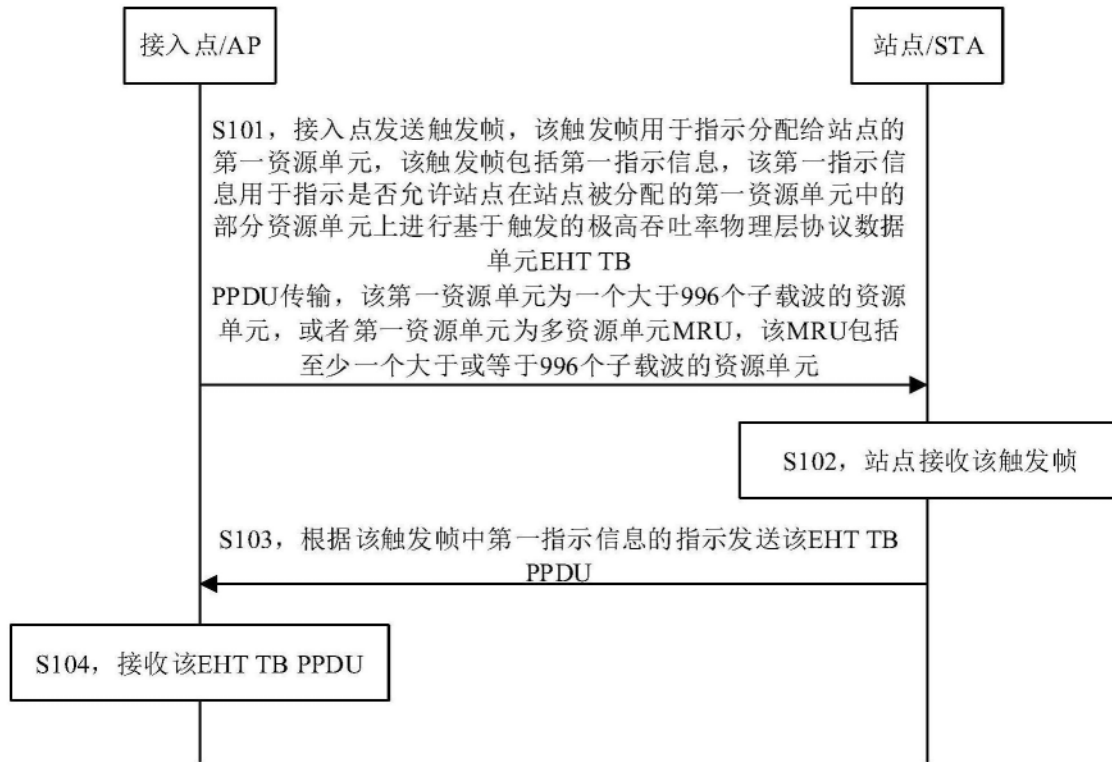 接入点/AP
站点/STA
S101，接入点发送触发帧，该触发帧用于指示分配给站点的
第一资源单元，该触发帧包括第一指示信息，该第一指示信
息用于指示是否允许站点在站点被分配的第一资源单元中的
部分资源单元上进行基于触发的极高吞吐率物理层协议数据
单元EHT TB
PPDU传输，该第一资源单元为一个大于996个子载波的资源
单元，或者第一资源单元为多资源单元MRU，该MRU包括
至少一个大于或等于996个子载波的资源单元
S102，站点接收该触发帧
S103，根据该触发帧中第一指示信息的指示发送该EHT TB
PPDU
S104，接收该EHT TB PPDU